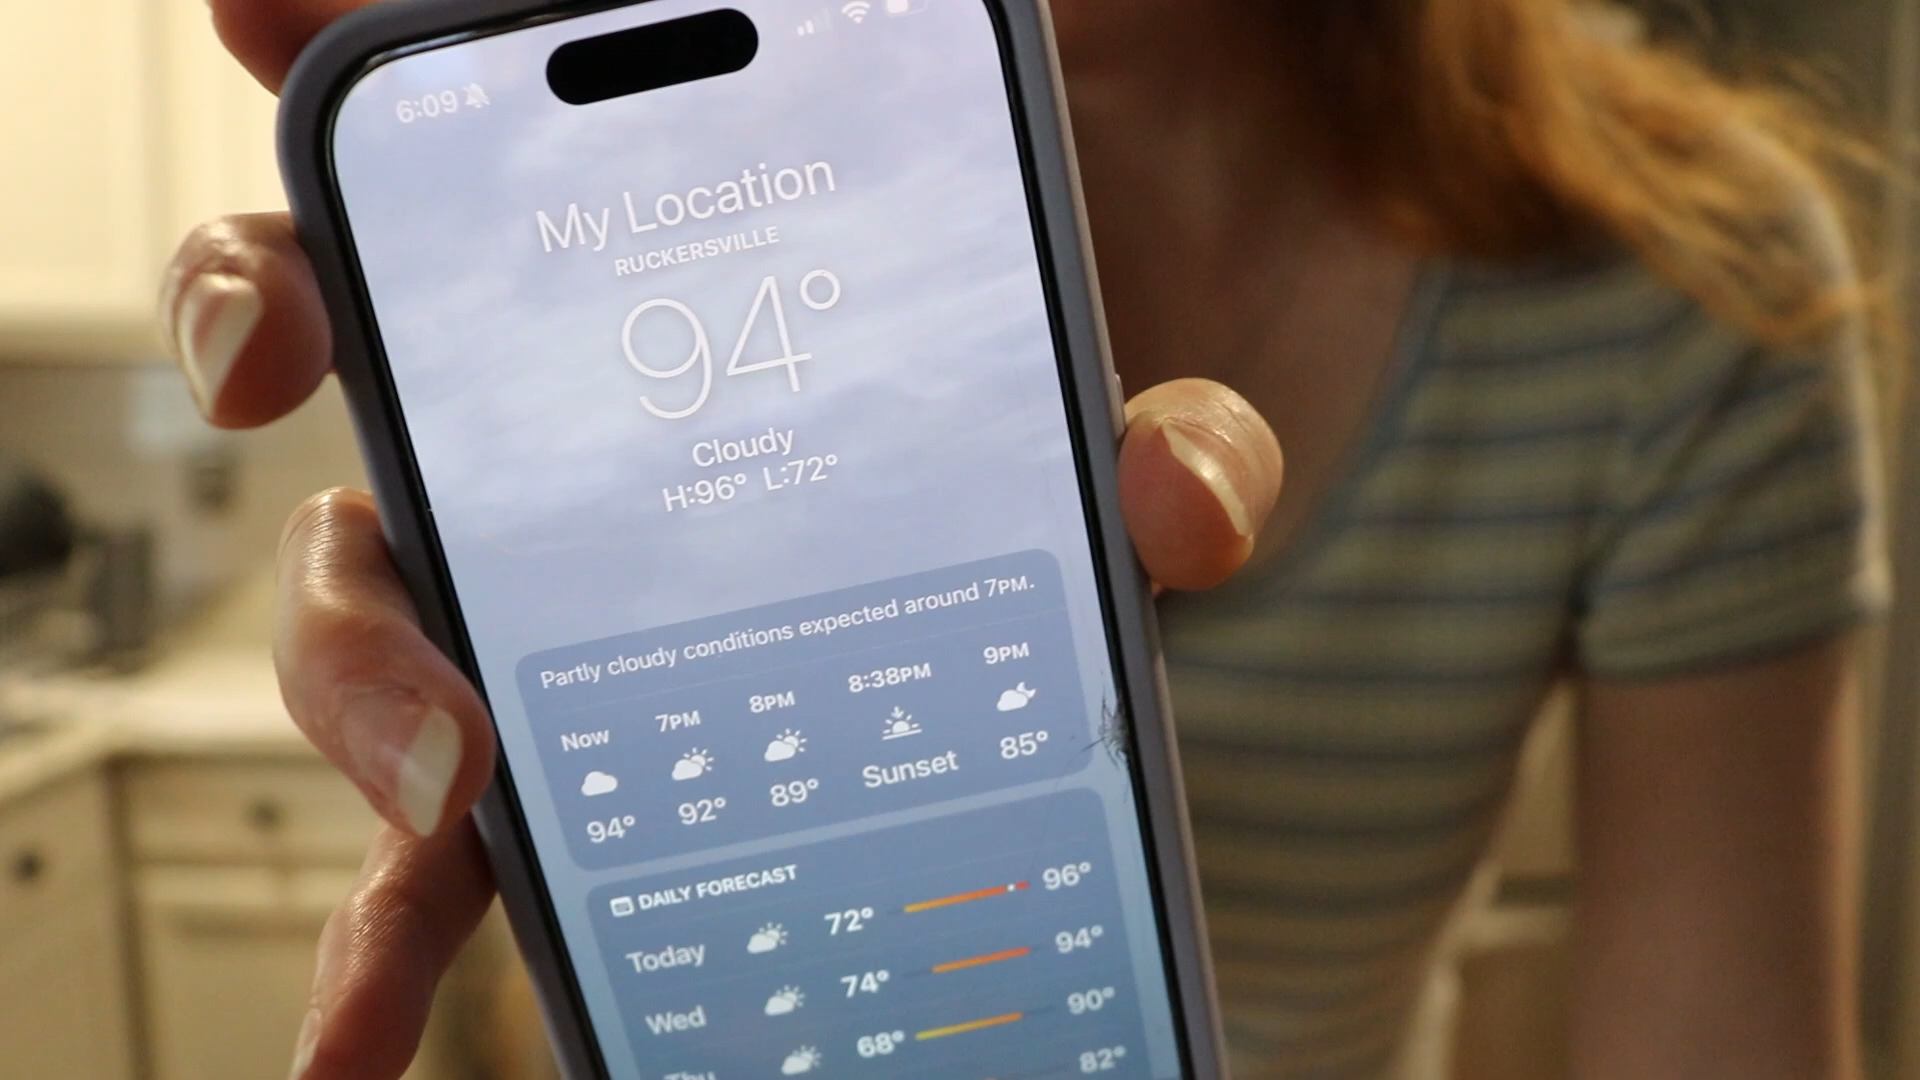 6:09
My Location
RUCKERSVILLE
94°
Cloudy
H:96° L:72°
Partly cloudy conditions expected around 7PM.
Now 7PM 8PM 8:38PM 9PM
94° 92° 89° Sunset 85°
DAILY FORECAST
Today 72° 96°
Wed 74° 94°
Thu 68° 90°
82°